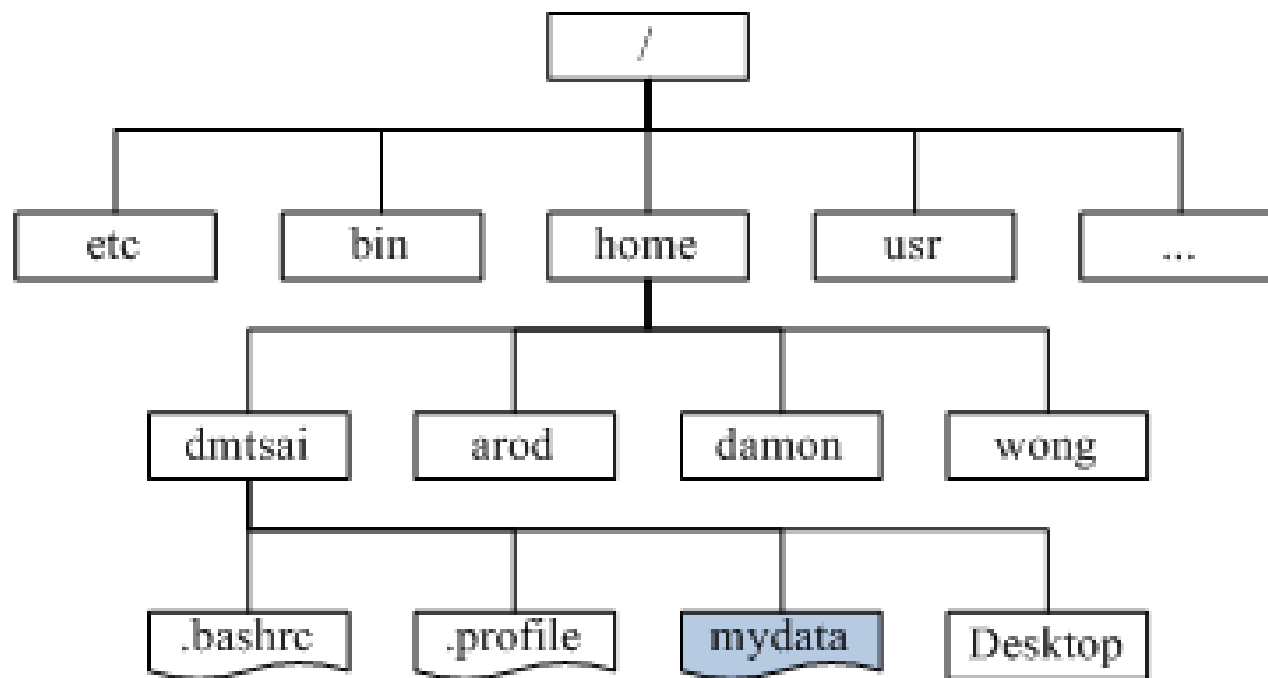 /
etc bin home usr ...
dmtsai arod damon wong
.bashrc .profile mydata Desktop